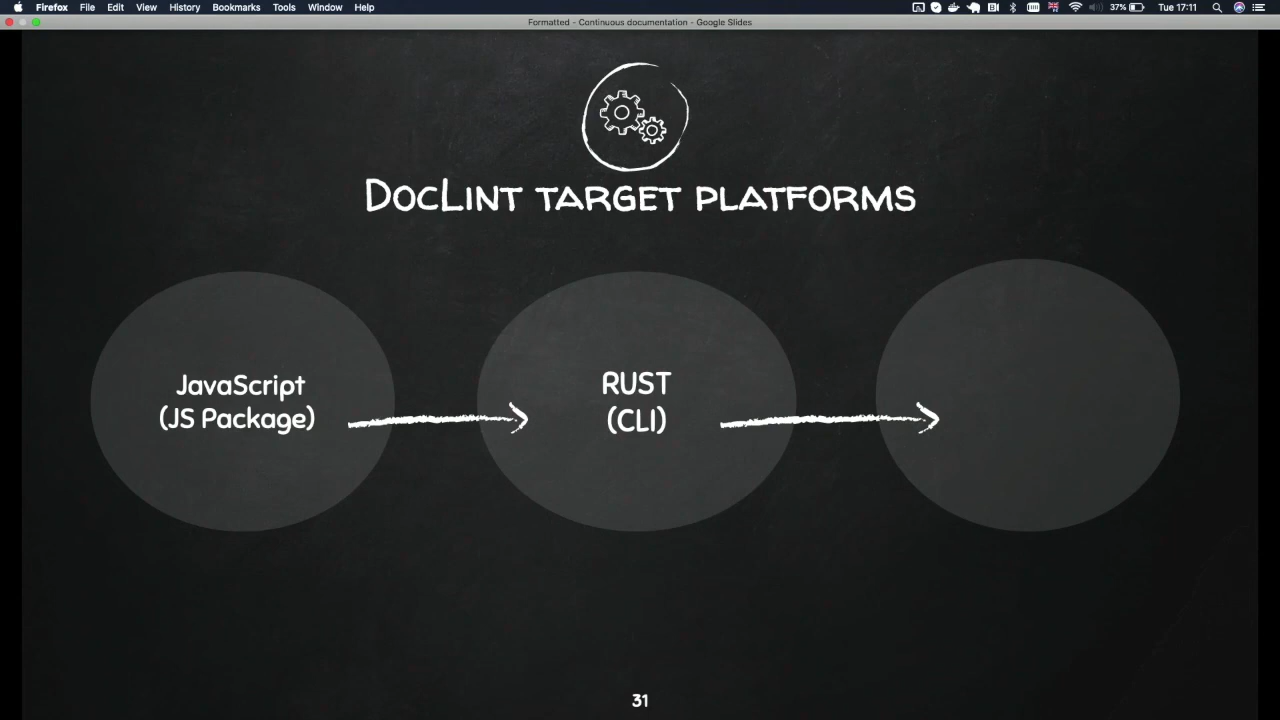 Firefox File Edit View History Bookmarks Tools Window Help 37% Tue 17:11
Formatted - Continuous documentation - Google Slides
DocLint target platforms
JavaScript
(JS Package)
RUST
(CLI)
31